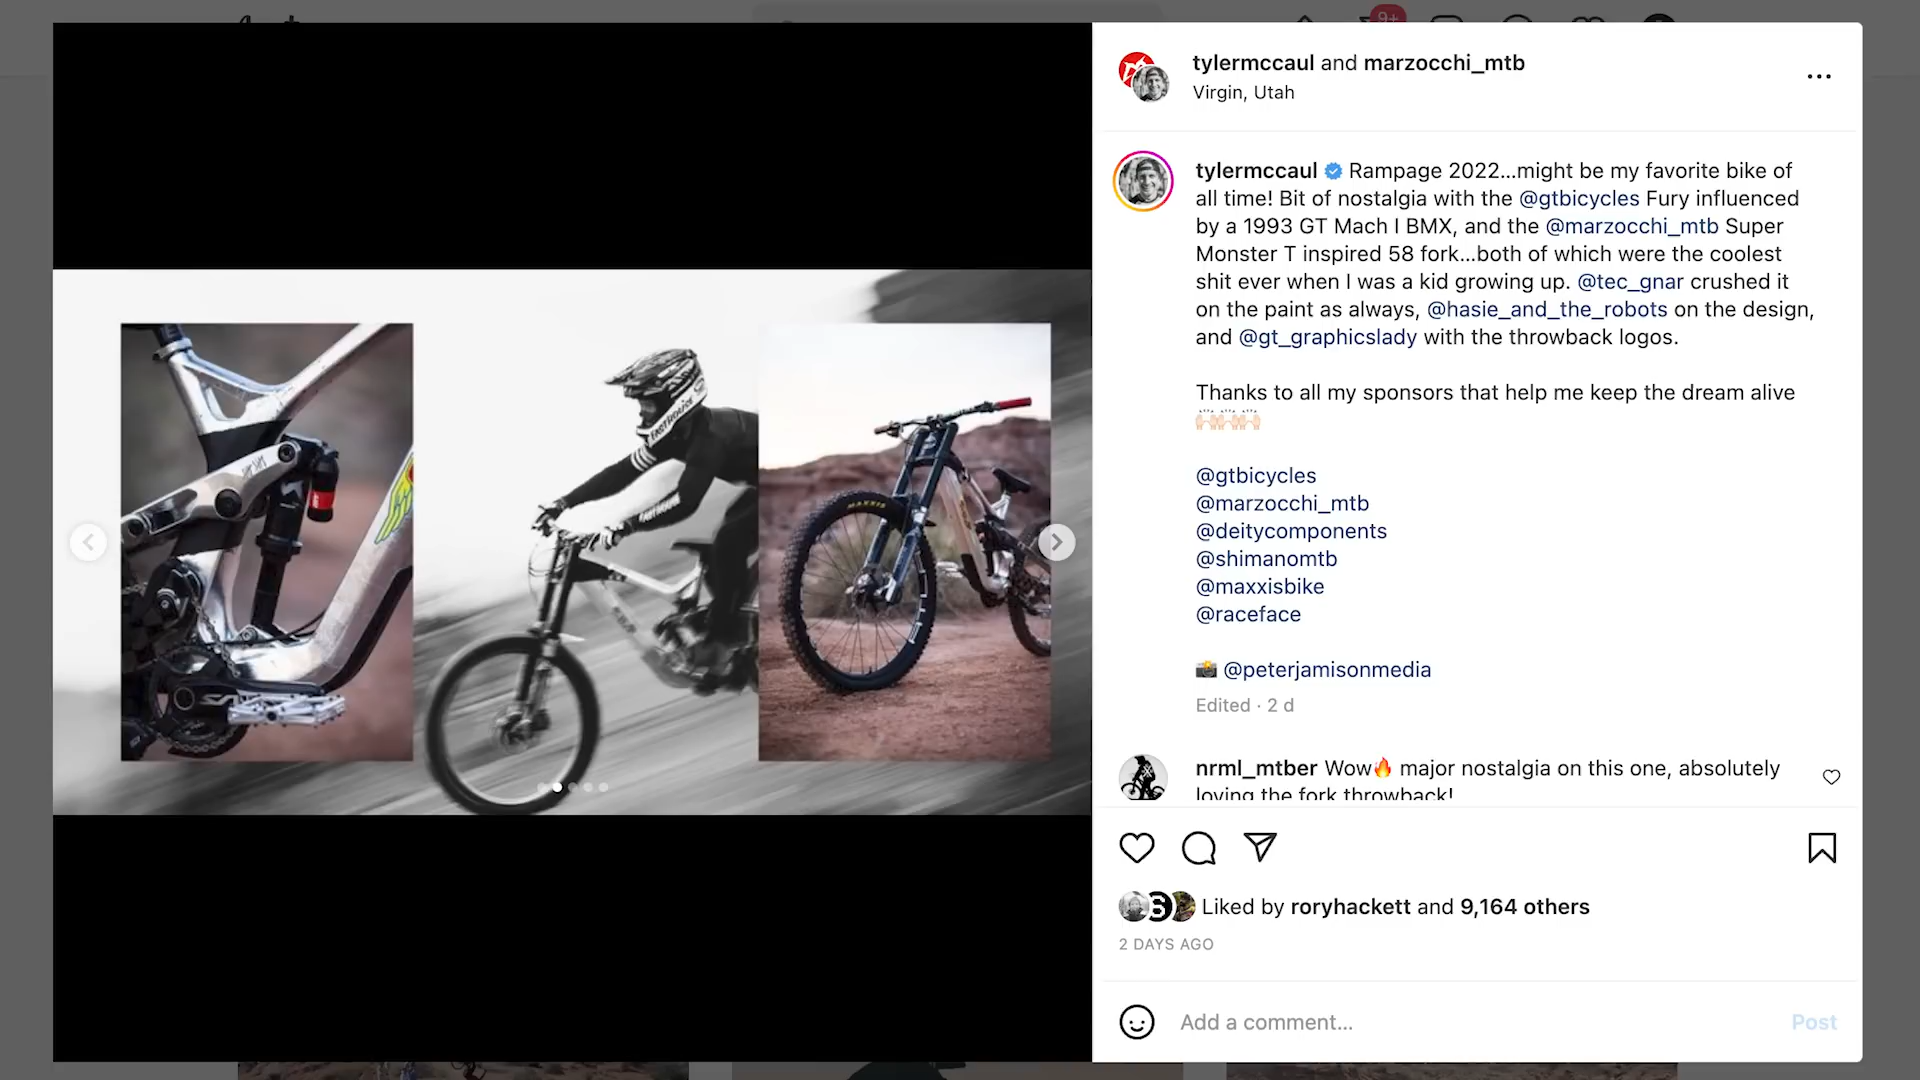 9+
tylermccaul and marzocchi_mtb
Virgin, Utah
tylermccaul Rampage 2022...might be my favorite bike of
all time! Bit of nostalgia with the @gtbicycles Fury influenced
by a 1993 GT Mach I BMX, and the @marzocchi_mtb Super
Monster T inspired 58 fork...both of which were the coolest
shit ever when I was a kid growing up. @tec_gnar crushed it
on the paint as always, @hasie_and_the_robots on the design,
and @gt_graphicslady with the throwback logos.
Thanks to all my sponsors that help me keep the dream alive
🙌🏻🙌🏻🙌🏻
@gtbicycles
@marzocchi_mtb
@deitycomponents
@shimanomtb
@maxxisbike
@raceface
📸 @peterjamisonmedia
Edited · 2 d
nrml_mtber Wow🔥 major nostalgia on this one, absolutely
loving the fork throwback!
Liked by roryhackett and 9,164 others
2 DAYS AGO
Add a comment...
Post
MAXXIS
FASTHOUSE